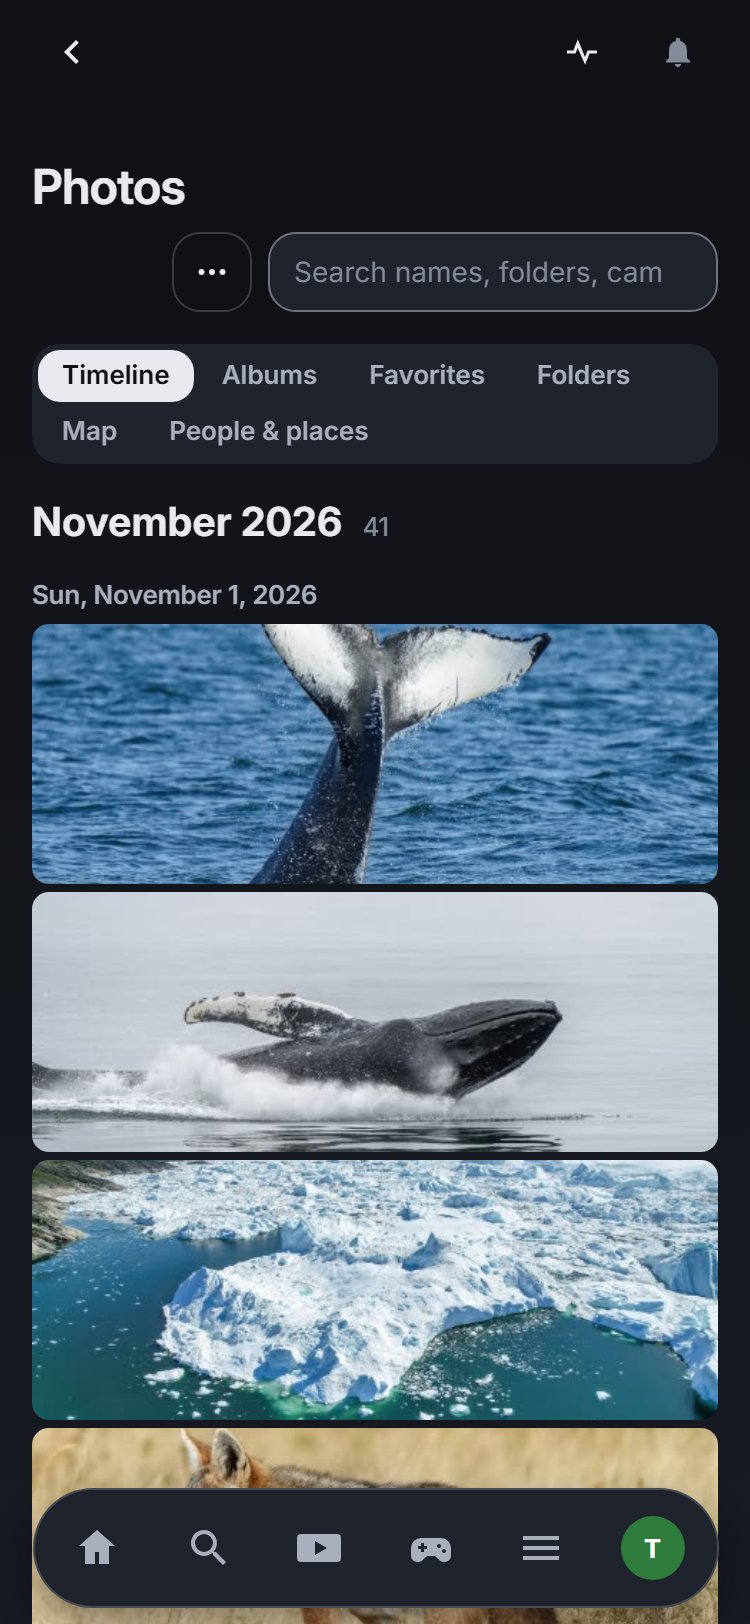 Photos
Search names, folders, cam
Timeline Albums Favorites Folders
Map People & places
November 2026 41
Sun, November 1, 2026
T